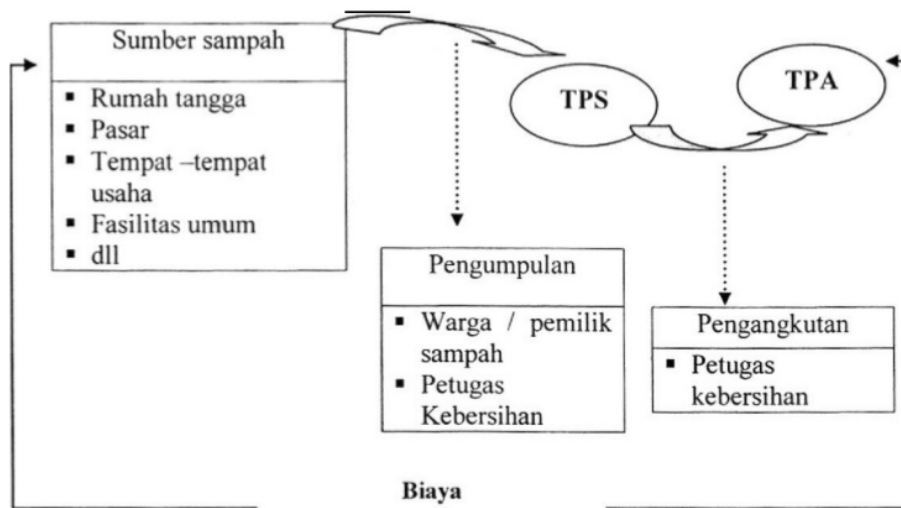 Sumber sampah
▪ Rumah tangga
▪ Pasar
▪ Tempat –tempat
usaha
▪ Fasilitas umum
▪ dll
TPS
TPA
Pengumpulan
▪ Warga / pemilik
sampah
▪ Petugas
Kebersihan
Pengangkutan
▪ Petugas
kebersihan
Biaya